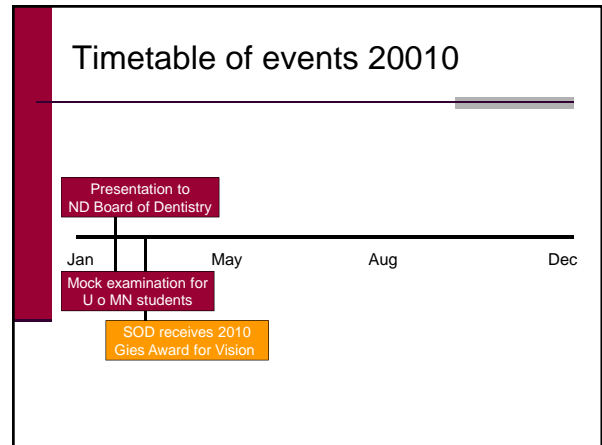 Timetable of events 20010
Presentation to
ND Board of Dentistry
Jan May Aug Dec
Mock examination for
U o MN students
SOD receives 2010
Gies Award for Vision